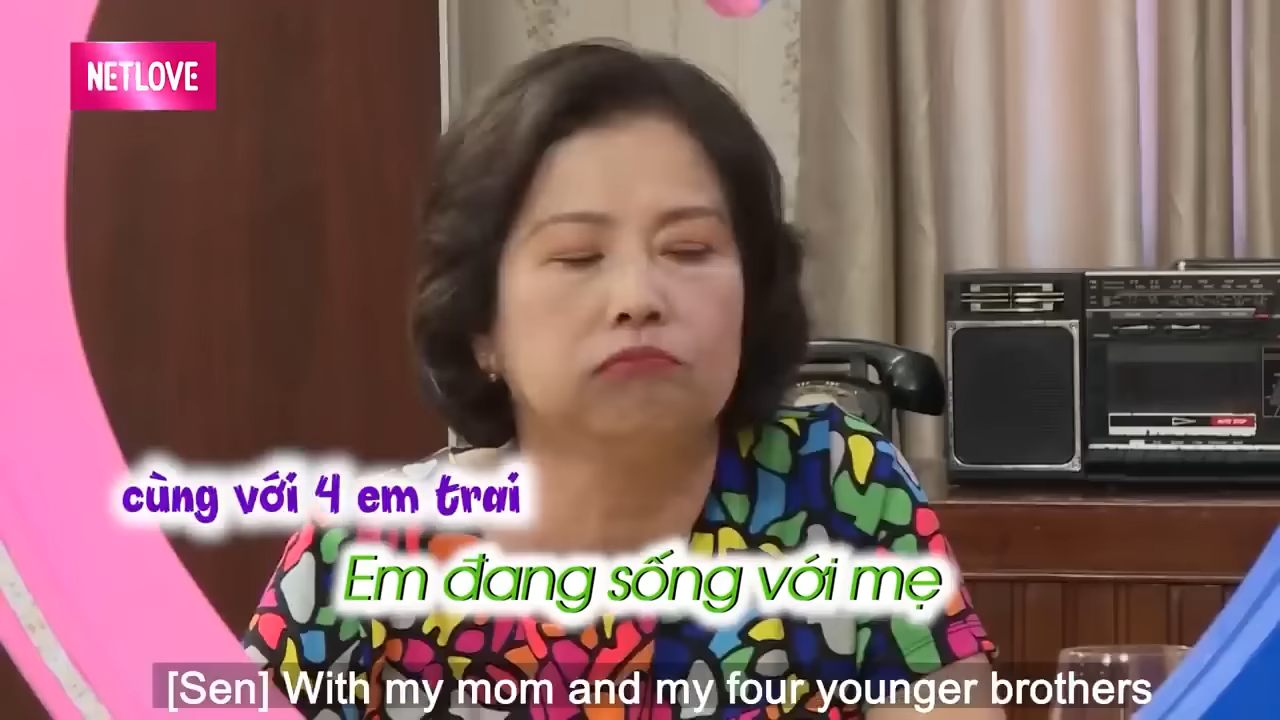 NETLOVE
cùng với 4 em trai
Em đang sống với mẹ
[Sen] With my mom and my four younger brothers